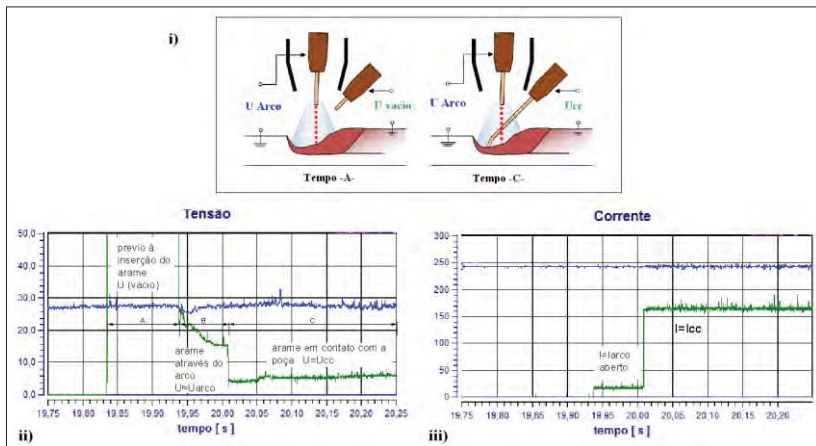 i)
U Arco
U vacio
U Arco
Ucc
Tempo -A-
Tempo -C-
Tensão
50,0
40,0
30,0
20,0
10,0
0,0
previo à
inserção do
arame
U (vacio)
A
B
C
arame
através do
arco
U=Uarco
arame em contato com a
poça U=Ucc
19,75
19,80
19,85
19,90
19,95
20,00
20,05
20,10
20,15
20,20
20,25
tempo [ s ]
ii)
Corrente
300
250
200
150
100
50
0
I=Iarco
aberto
I=Icc
19,75
19,80
19,85
19,90
19,95
20,00
20,05
20,10
20,15
20,20
tempo [ s ]
iii)